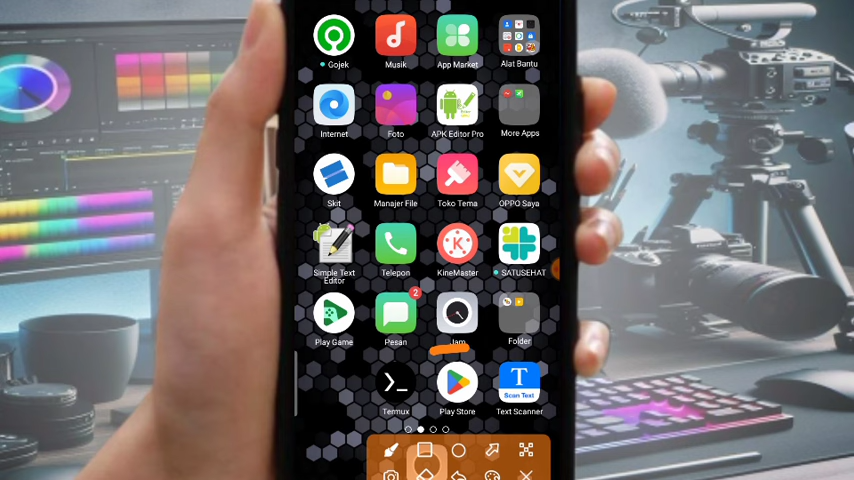 Gojek
Musik
App Market
Alat Bantu
Internet
Foto
APK Editor Pro
More Apps
Skit
Manajer File
Toko Tema
OPPO Saya
Simple Text Editor
Telepon
KineMaster
SATUSEHAT
Play Game
2
Pesan
Jam
Folder
Termux
Play Store
T
Scan Text
Text Scanner